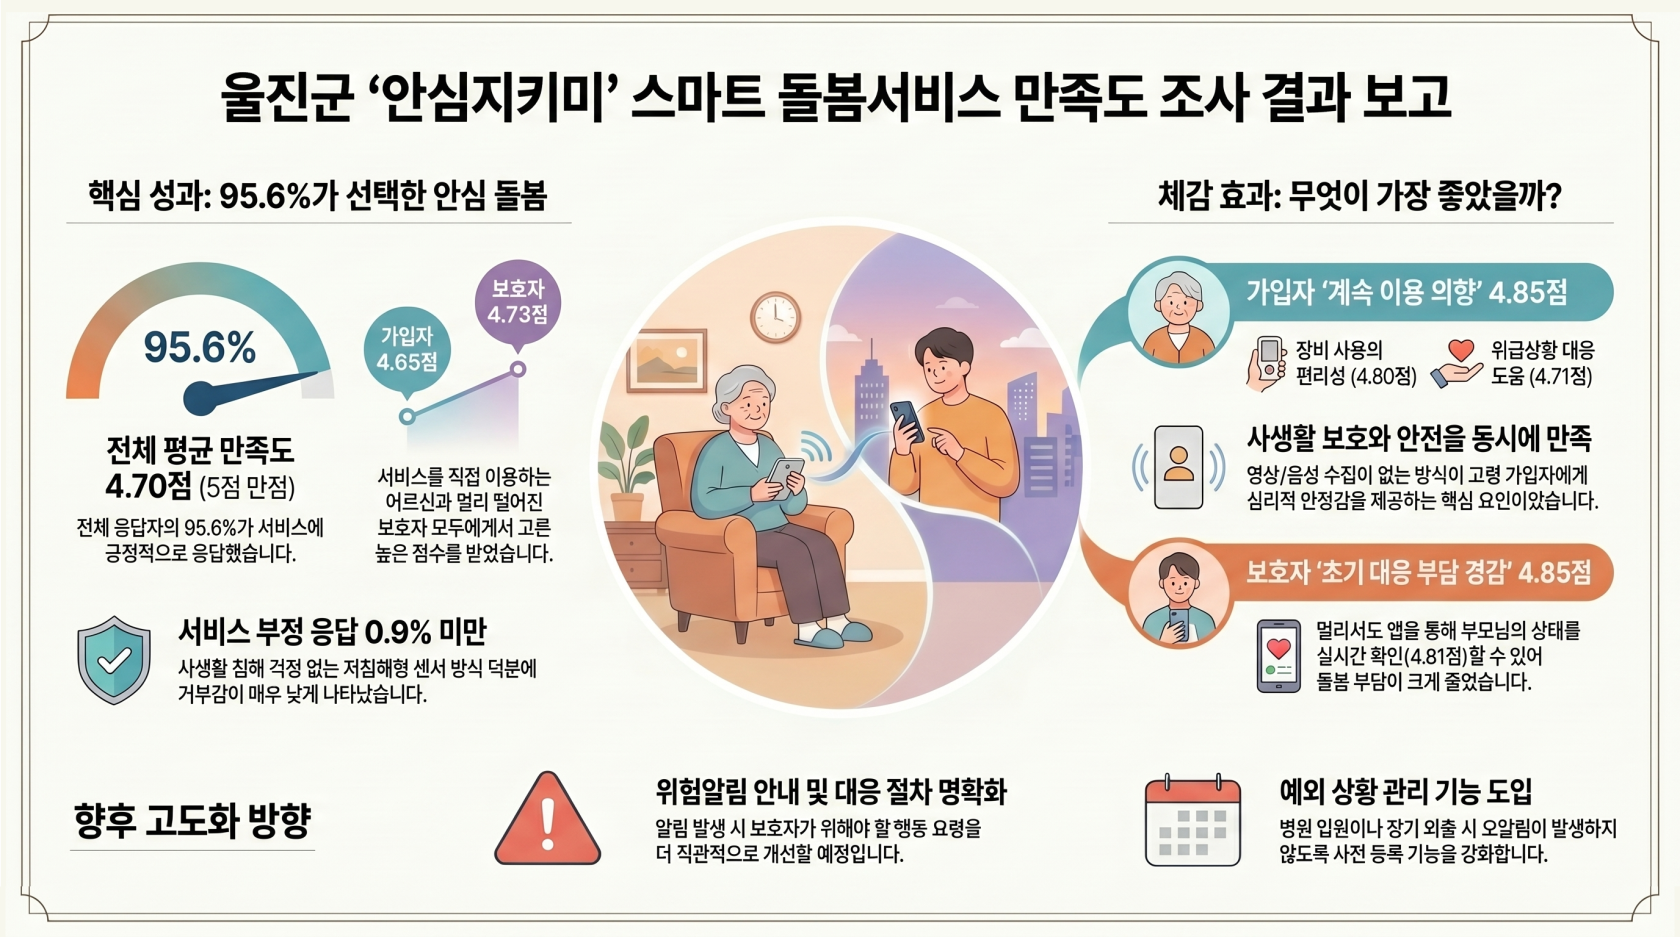 울진군 ‘안심지키미’ 스마트 돌봄서비스 만족도 조사 결과 보고
핵심 성과: 95.6%가 선택한 안심 돌봄
95.6%
전체 평균 만족도
4.70점 (5점 만점)
전체 응답자의 95.6%가 서비스에
긍정적으로 응답했습니다.
가입자
4.65점
보호자
4.73점
서비스를 직접 이용하는
어르신과 멀리 떨어진
보호자 모두에게서 고른
높은 점수를 받았습니다.
서비스 부정 응답 0.9% 미만
사생활 침해 걱정 없는 저침해형 센서 방식 덕분에
거부감이 매우 낮게 나타났습니다.
체감 효과: 무엇이 가장 좋았을까?
가입자 ‘계속 이용 의향’ 4.85점
장비 사용의
편리성 (4.80점)
위급상황 대응
도움 (4.71점)
사생활 보호와 안전을 동시에 만족
영상/음성 수집이 없는 방식이 고령 가입자에게
심리적 안정감을 제공하는 핵심 요인이었습니다.
보호자 ‘초기 대응 부담 경감’ 4.85점
멀리서도 앱을 통해 부모님의 상태를
실시간 확인(4.81점)할 수 있어
돌봄 부담이 크게 줄었습니다.
향후 고도화 방향
위험알림 안내 및 대응 절차 명확화
알림 발생 시 보호자가 위해야 할 행동 요령을
더 직관적으로 개선할 예정입니다.
예외 상황 관리 기능 도입
병원 입원이나 장기 외출 시 오알림이 발생하지
않도록 사전 등록 기능을 강화합니다.